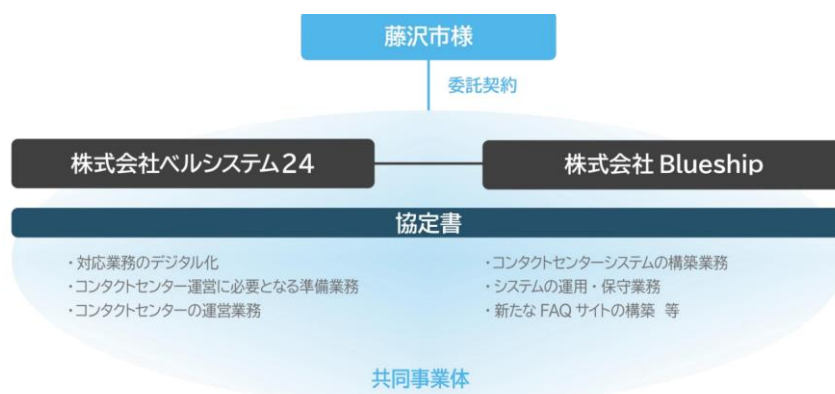 藤沢市様
委託契約
株式会社ベルシステム24
株式会社 Blueship
協定書
・対応業務のデジタル化
・コンタクトセンター運営に必要となる準備業務
・コンタクトセンターの運営業務
・コンタクトセンターシステムの構築業務
・システムの運用・保守業務
・新たな FAQ サイトの構築 等
共同事業体